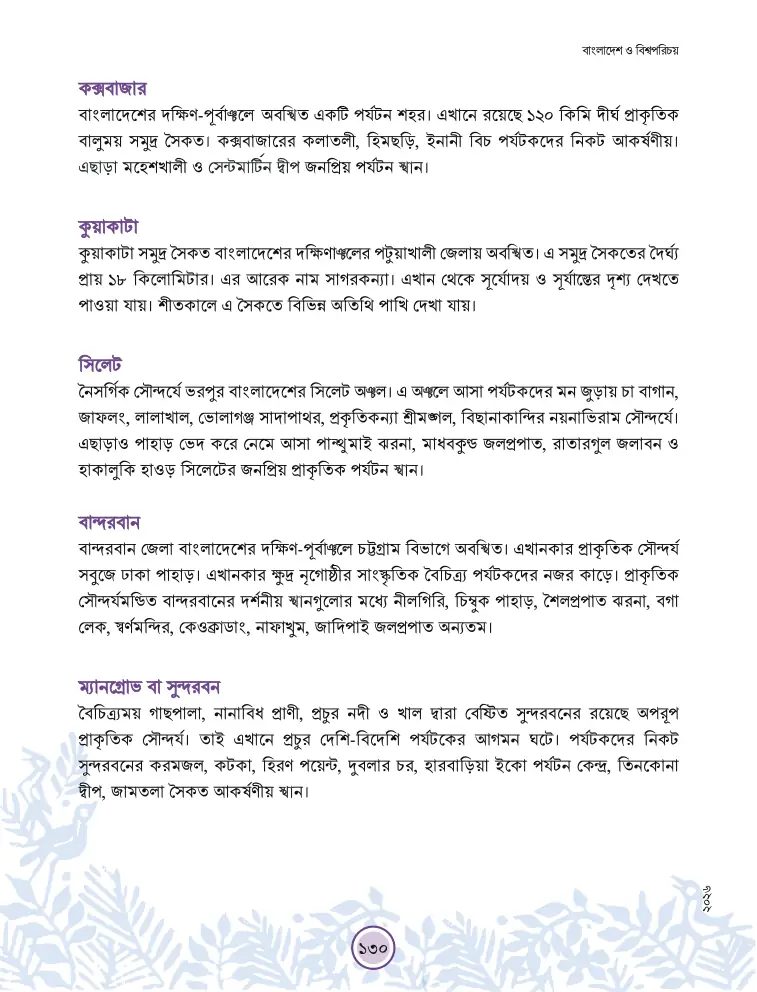 বাংলাদেশ ও বিশ্বপরিচয়
কক্সবাজার
বাংলাদেশের দক্ষিণ-পূর্বাঞ্চলে অবস্থিত একটি পর্যটন শহর। এখানে রয়েছে ১২০ কিমি দীর্ঘ প্রাকৃতিক
বালুময় সমুদ্র সৈকত। কক্সবাজারের কলাতলী, হিমছড়ি, ইনানী বিচ পর্যটকদের নিকট আকর্ষণীয়।
এছাড়া মহেশখালী ও সেন্টমার্টিন দ্বীপ জনপ্রিয় পর্যটন স্থান।
কুয়াকাটা
কুয়াকাটা সমুদ্র সৈকত বাংলাদেশের দক্ষিণাঞ্চলের পটুয়াখালী জেলায় অবস্থিত। এ সমুদ্র সৈকতের দৈর্ঘ্য
প্রায় ১৮ কিলোমিটার। এর আরেক নাম সাগরকন্যা। এখান থেকে সূর্যোদয় ও সূর্যাস্তের দৃশ্য দেখতে
পাওয়া যায়। শীতকালে এ সৈকতে বিভিন্ন অতিথি পাখি দেখা যায়।
সিলেট
নৈসর্গিক সৌন্দর্যে ভরপুর বাংলাদেশের সিলেট অঞ্চল। এ অঞ্চলে আসা পর্যটকদের মন জুড়ায় চা বাগান,
জাফলং, লালাখাল, ভোলাগঞ্জ সাদাপাথর, প্রকৃতিকন্যা শ্রীমঙ্গল, বিছানাকান্দির নয়নাভিরাম সৌন্দর্যে।
এছাড়াও পাহাড় ভেদ করে নেমে আসা পান্থুমাই ঝরনা, মাধবকুন্ড জলপ্রপাত, রাতারগুল জলাবন ও
হাকালুকি হাওড় সিলেটের জনপ্রিয় প্রাকৃতিক পর্যটন স্থান।
বান্দরবান
বান্দরবান জেলা বাংলাদেশের দক্ষিণ-পূর্বাঞ্চলে চট্টগ্রাম বিভাগে অবস্থিত। এখানকার প্রাকৃতিক সৌন্দর্য
সবুজে ঢাকা পাহাড়। এখানকার ক্ষুদ্র নৃগোষ্ঠীর সাংস্কৃতিক বৈচিত্র্য পর্যটকদের নজর কাড়ে। প্রাকৃতিক
সৌন্দর্যমন্ডিত বান্দরবানের দর্শনীয় স্থানগুলোর মধ্যে নীলগিরি, চিম্বুক পাহাড়, শৈলপ্রপাত ঝরনা, বগা
লেক, স্বর্ণমন্দির, কেওক্রাডাং, নাফাখুম, জাদিপাই জলপ্রপাত অন্যতম।
ম্যানগ্রোভ বা সুন্দরবন
বৈচিত্র্যময় গাছপালা, নানাবিধ প্রাণী, প্রচুর নদী ও খাল দ্বারা বেষ্টিত সুন্দরবনের রয়েছে অপরূপ
প্রাকৃতিক সৌন্দর্য। তাই এখানে প্রচুর দেশি-বিদেশি পর্যটকের আগমন ঘটে। পর্যটকদের নিকট
সুন্দরবনের করমজল, কটকা, হিরণ পয়েন্ট, দুবলার চর, হারবাড়িয়া ইকো পর্যটন কেন্দ্র, তিনকোনা
দ্বীপ, জামতলা সৈকত আকর্ষণীয় স্থান।
২০২৬
১৩০